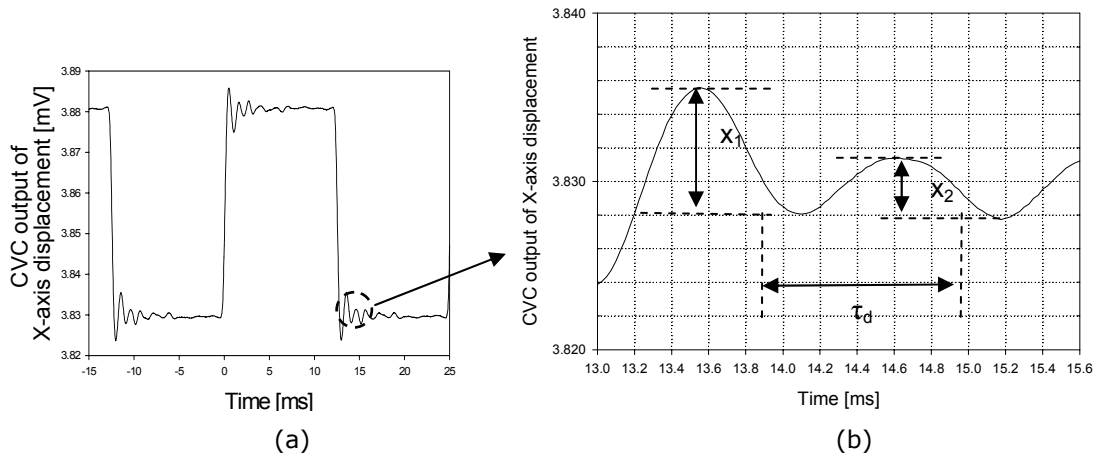 CVC output of
X-axis displacement [mV]
3.89
3.88
3.87
3.86
3.85
3.84
3.83
3.82
-15 -10 -5 0 5 10 15 20 25
Time [ms]
(a)
CVC output of X-axis displacement
3.840
3.830
3.820
X₁
X₂
τd
13.0 13.2 13.4 13.6 13.8 14.0 14.2 14.4 14.6 14.8 15.0 15.2 15.4 15.6
Time [ms]
(b)